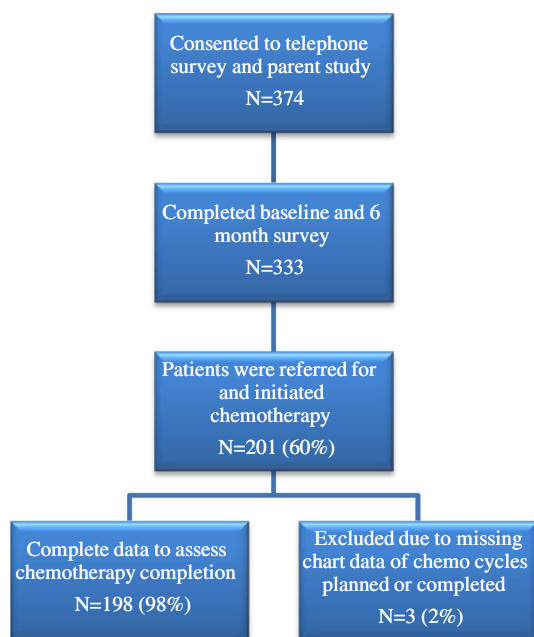 Consented to telephone
survey and parent study
N=374
Completed baseline and 6
month survey
N=333
Patients were referred for
and initiated
chemotherapy
N=201 (60%)
Complete data to assess
chemotherapy completion
N=198 (98%)
Excluded due to missing
chart data of chemo cycles
planned or completed
N=3 (2%)